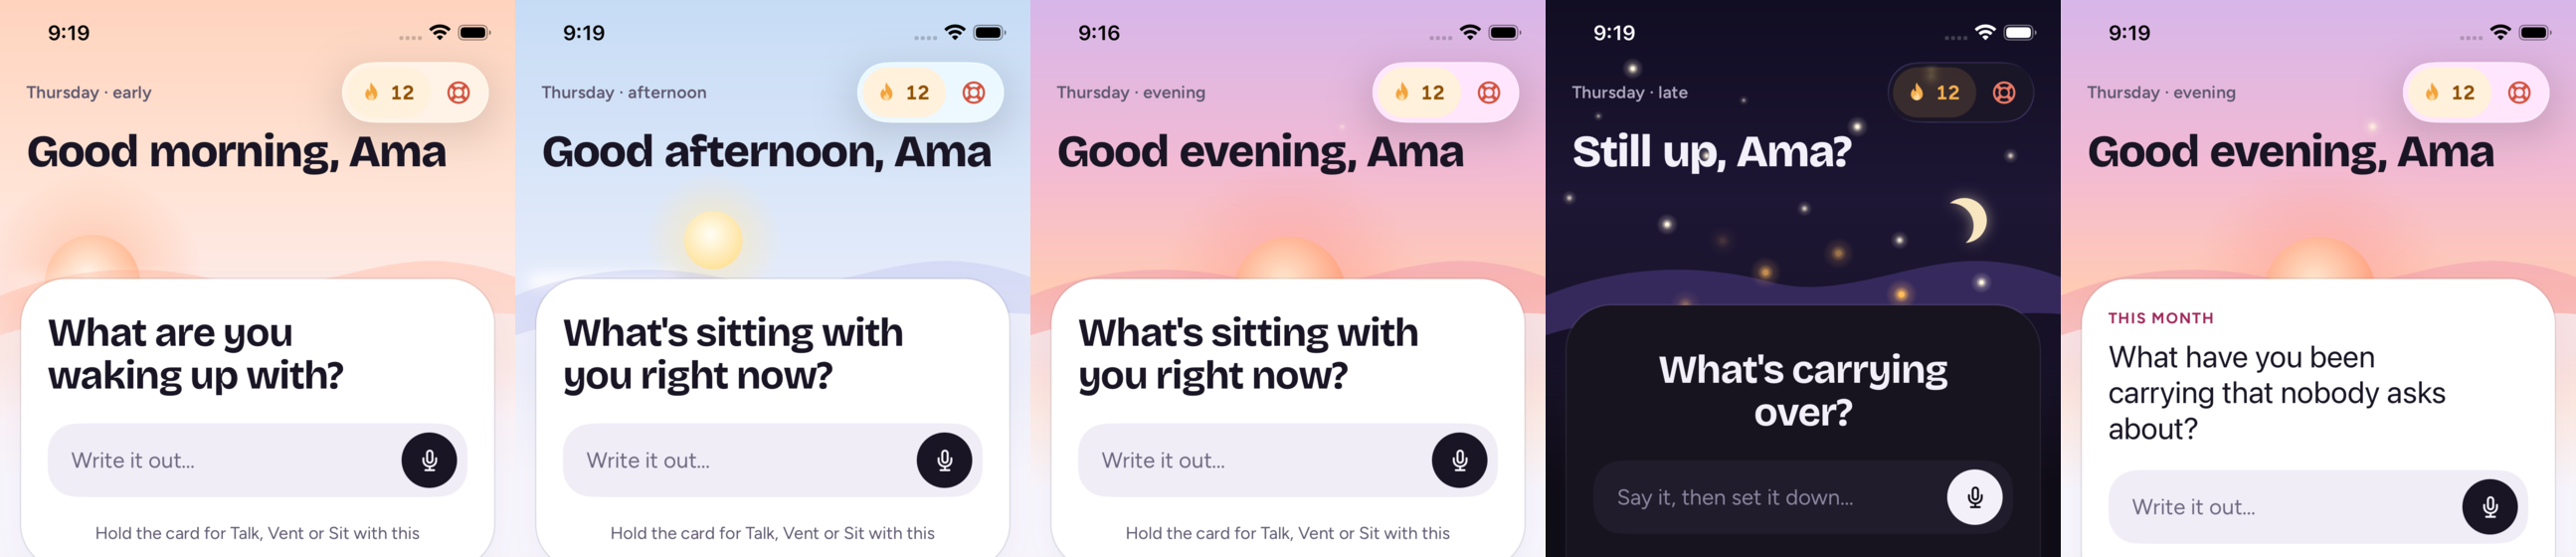 9:19
Thursday · early
12
Good morning, Ama
What are you
waking up with?
Write it out...
Hold the card for Talk, Vent or Sit with this
9:19
Thursday · afternoon
12
Good afternoon, Ama
What's sitting with
you right now?
Write it out...
Hold the card for Talk, Vent or Sit with this
9:16
Thursday · evening
12
Good evening, Ama
What's sitting with
you right now?
Write it out...
Hold the card for Talk, Vent or Sit with this
9:19
Thursday · late
12
Still up, Ama?
What's carrying
over?
Say it, then set it down...
9:19
Thursday · evening
12
Good evening, Ama
THIS MONTH
What have you been
carrying that nobody asks
about?
Write it out...